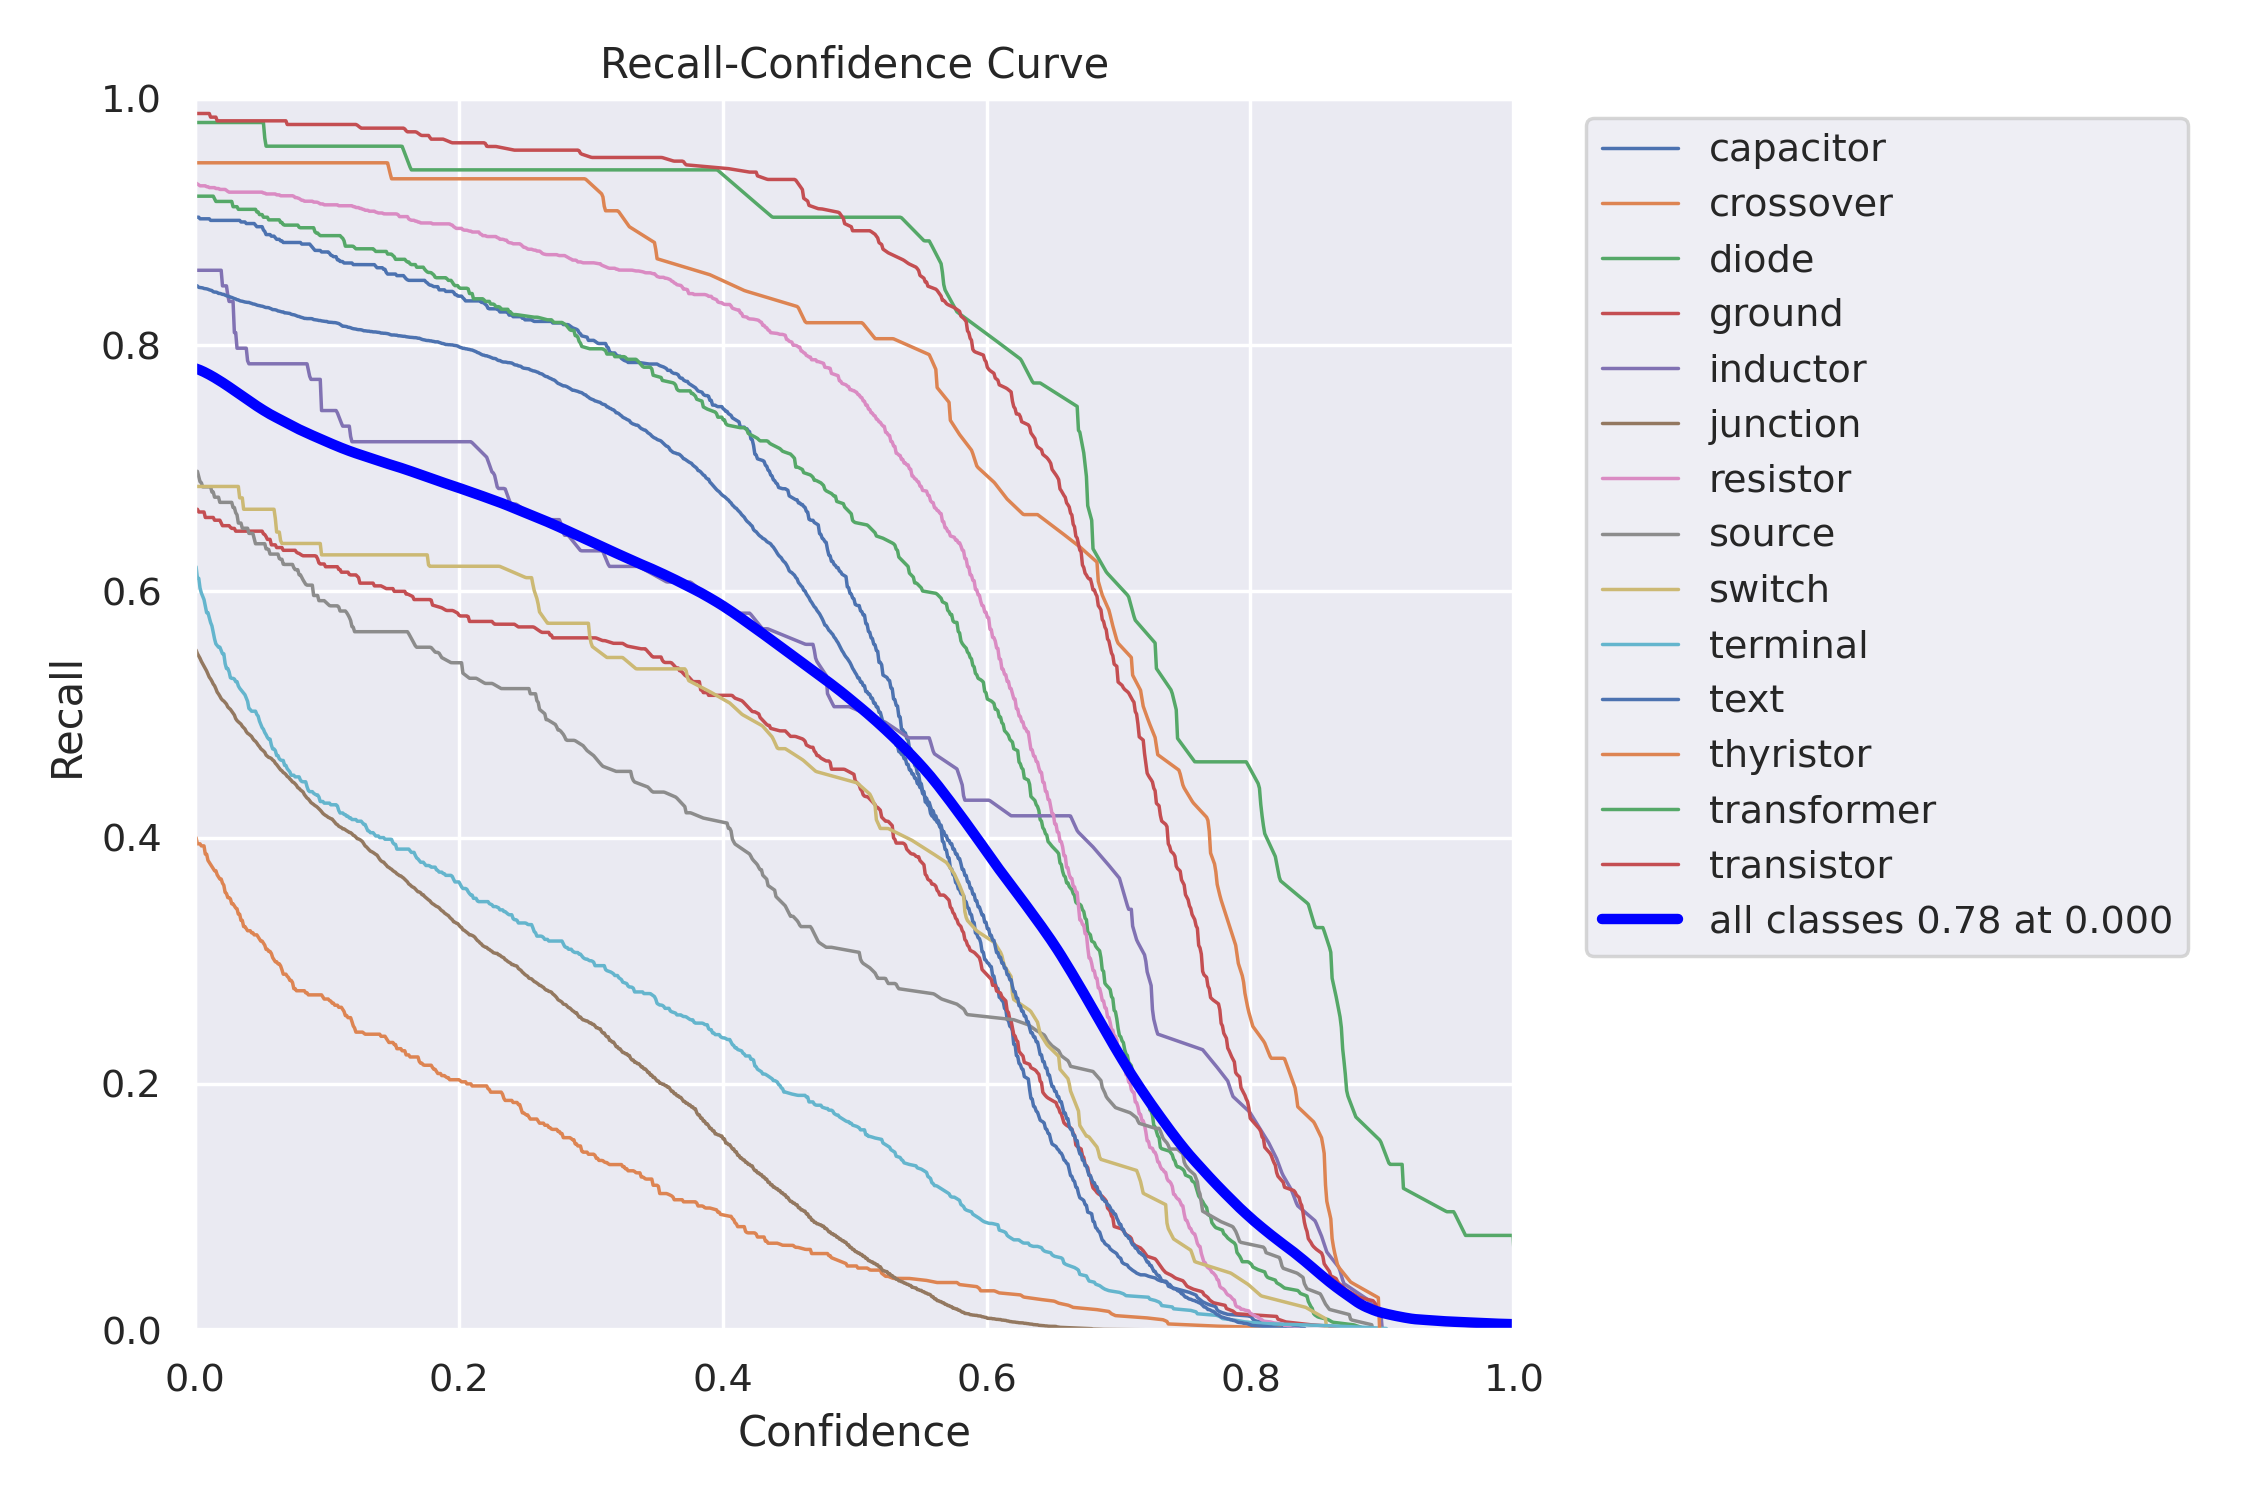 Recall-Confidence Curve
1.0
0.8
0.6
0.4
0.2
0.0
Recall
0.0 0.2 0.4 0.6 0.8 1.0
Confidence
capacitor
crossover
diode
ground
inductor
junction
resistor
source
switch
terminal
text
thyristor
transformer
transistor
all classes 0.78 at 0.000